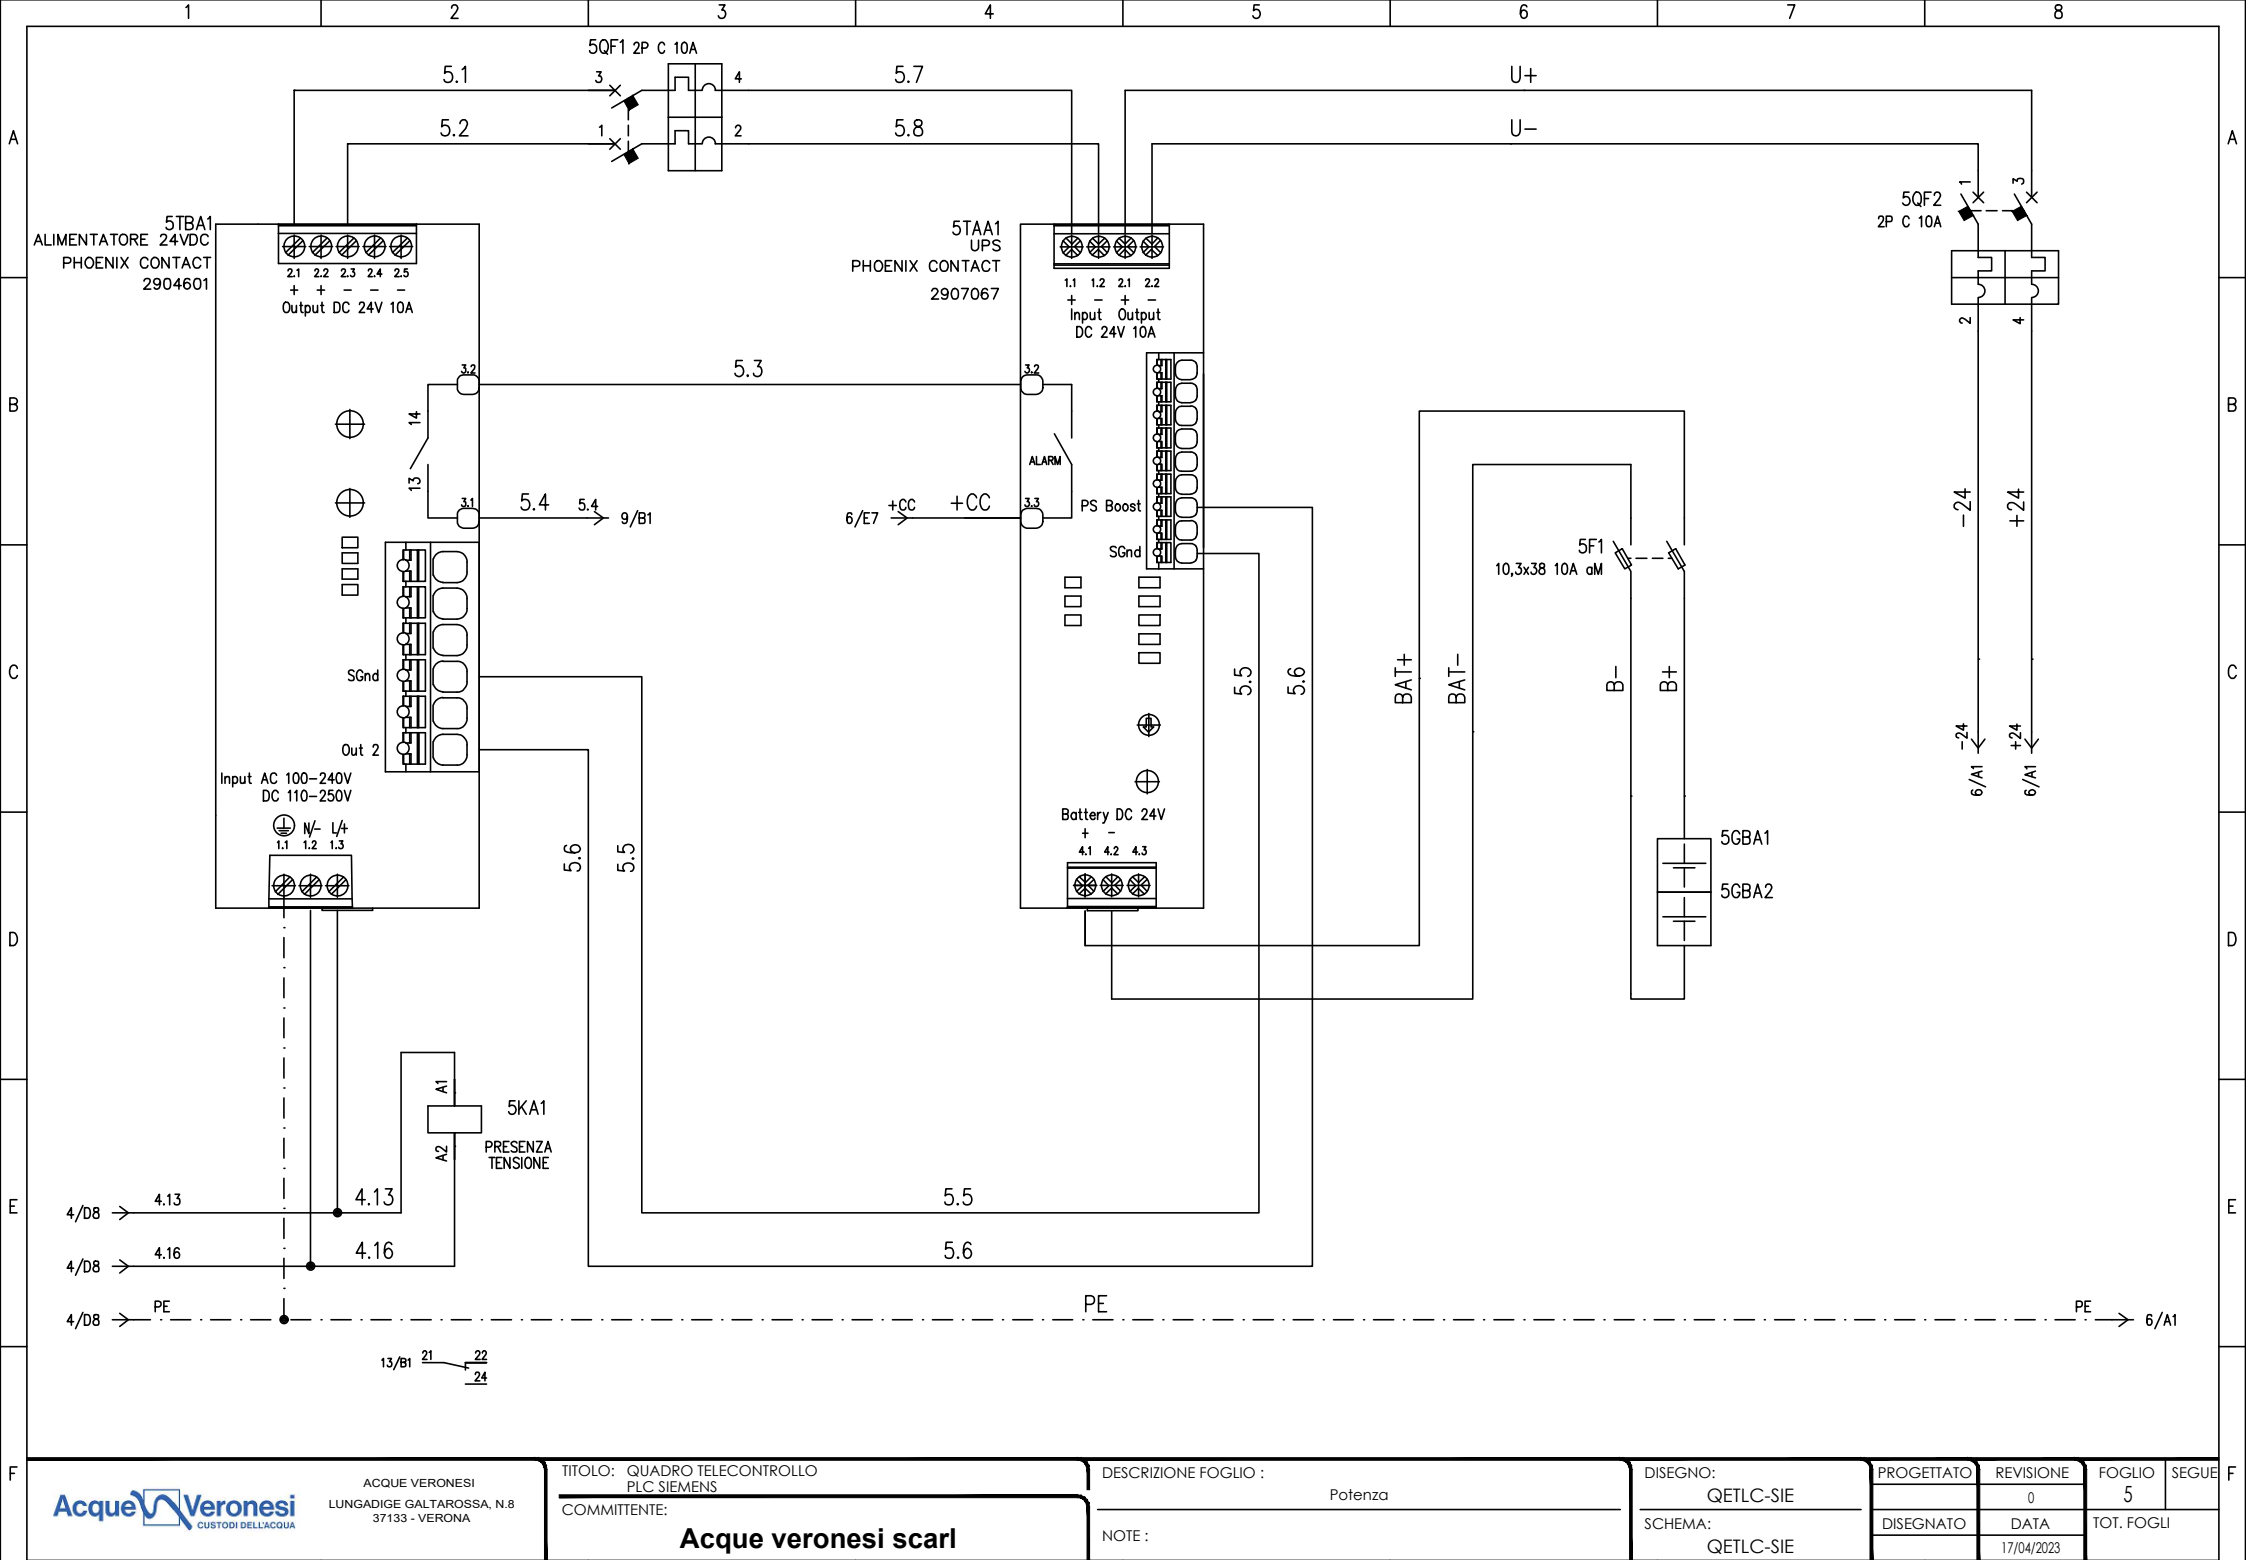 1 2 3 4 5 6 7 8
A
B
C
D
E
F
A
B
C
D
E
F
5QF1 2P C 10A
5.1
3
4
5.7
5.2
1
2
5.8
U+
U-
5QF2
2P C 10A
1
3
2
4
-24
+24
-24
+24
6/A1
6/A1
5TBA1
ALIMENTATORE 24VDC
PHOENIX CONTACT
2904601
2.1 2.2 2.3 2.4 2.5
+ + - - -
Output DC 24V 10A
3.2
14
13
3.1
5.3
5.4
5.4
9/B1
SGnd
Out 2
Input AC 100-240V
DC 110-250V
N/- L/+
1.1 1.2 1.3
5TAA1
UPS
PHOENIX CONTACT
2907067
1.1 1.2 2.1 2.2
+ - + -
Input Output
DC 24V 10A
3.2
ALARM
3.3
6/E7
+CC
+CC
PS Boost
SGnd
Battery DC 24V
+ -
4.1 4.2 4.3
5.5
5.6
BAT+
BAT-
5F1
10,3x38 10A aM
B-
B+
5GBA1
5GBA2
5.6
5.5
A1
5KA1
A2
PRESENZA
TENSIONE
4/D8
4.13
4.13
5.5
4/D8
4.16
4.16
5.6
4/D8
PE
PE
PE
6/A1
13/B1
21
22
24
Acque Veronesi
CUSTODI DELL'ACQUA
ACQUE VERONESI
LUNGADIGE GALTAROSSA, N.8
37133 - VERONA
TITOLO: QUADRO TELECONTROLLO
PLC SIEMENS
COMMITTENTE:
Acque veronesi scarl
DESCRIZIONE FOGLIO :
Potenza
NOTE :
DISEGNO:
QETLC-SIE
SCHEMA:
QETLC-SIE
PROGETTATO
DISEGNATO
REVISIONE
0
DATA
17/04/2023
FOGLIO
5
SEGUE
TOT. FOGLI